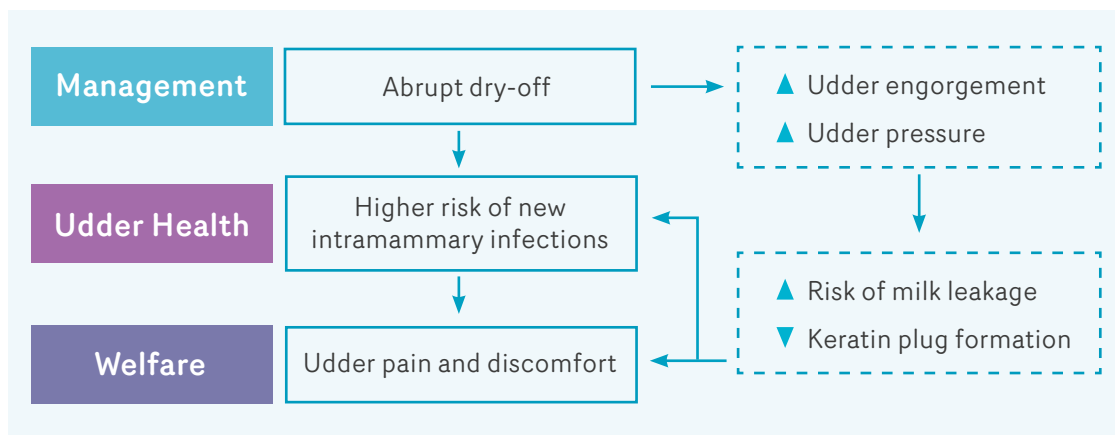 Management
Abrupt dry-off
Udder engorgement
Udder pressure
Udder Health
Higher risk of new
intramammary infections
Risk of milk leakage
Keratin plug formation
Welfare
Udder pain and discomfort